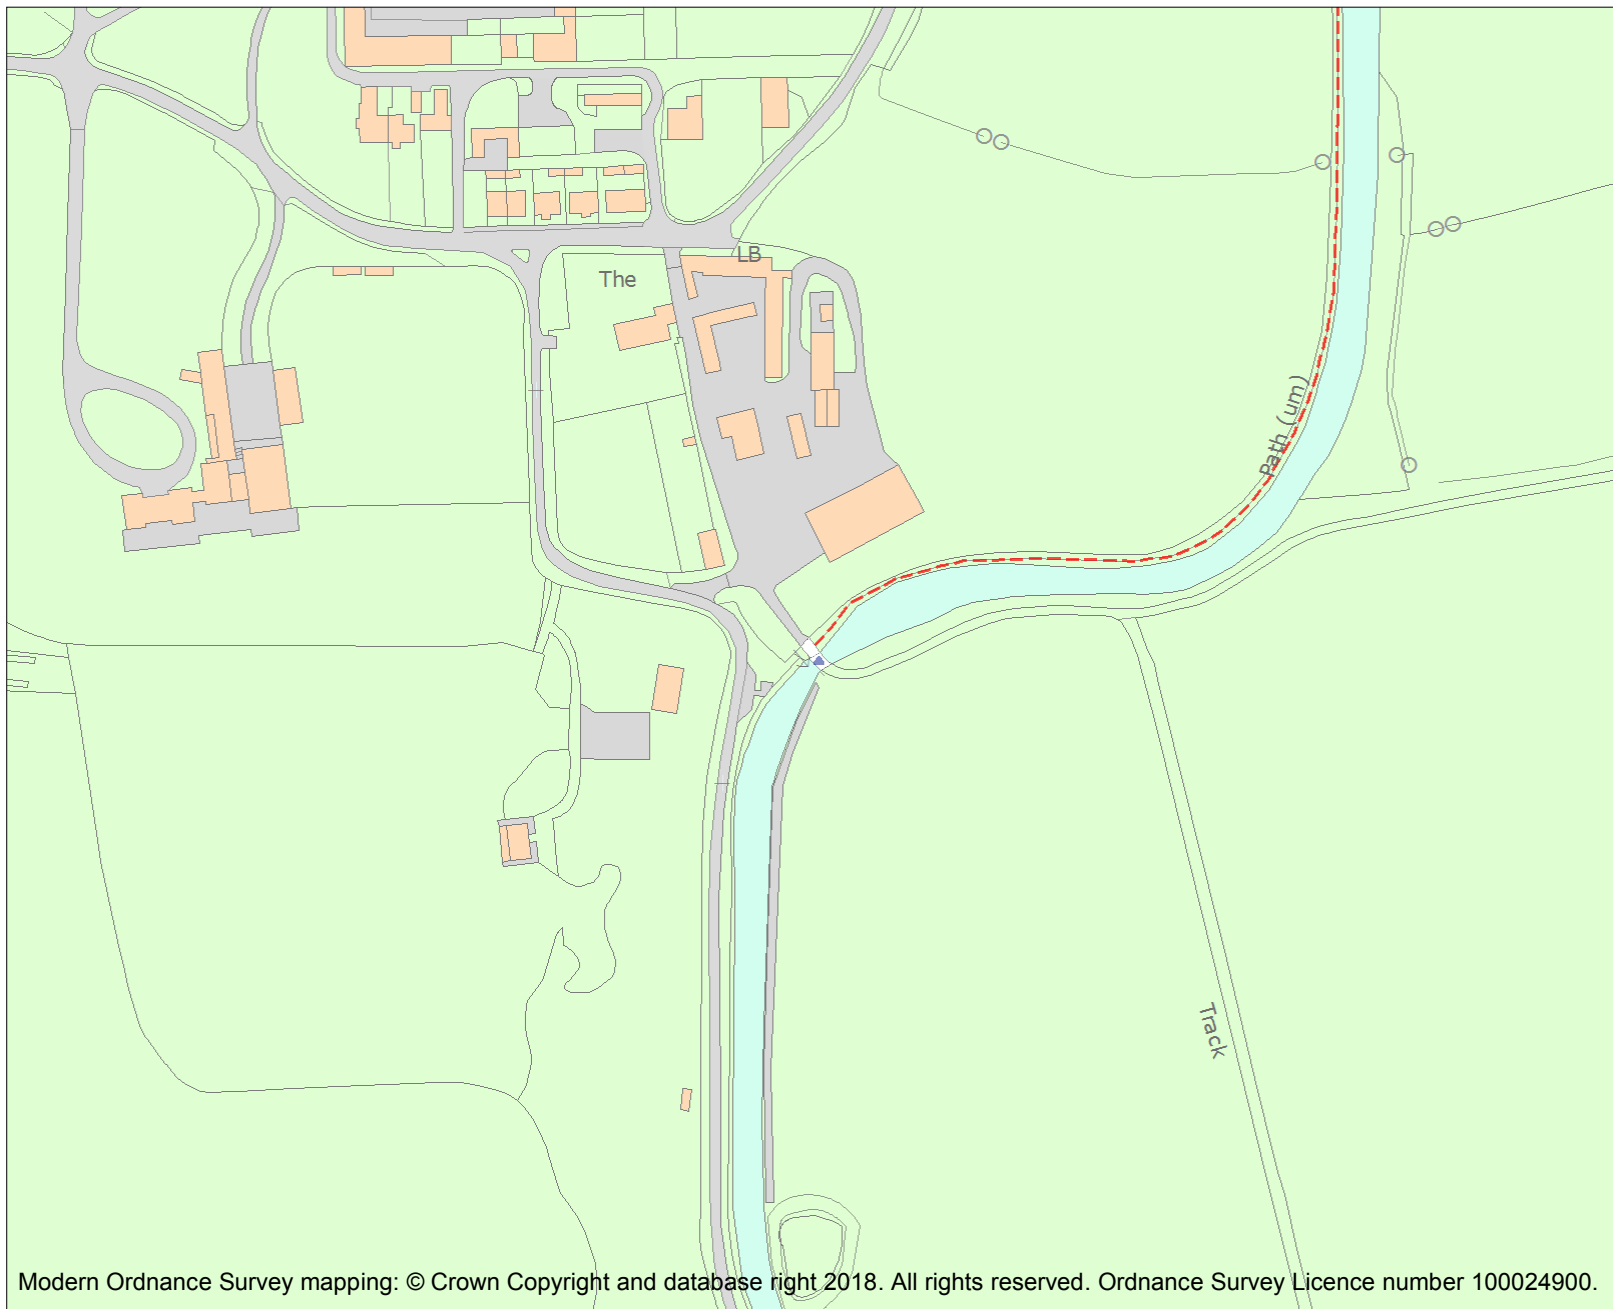 LB
The
Path (um)
Track
Modern Ordnance Survey mapping: © Crown Copyright and database right 2018. All rights reserved. Ordnance Survey Licence number 100024900.